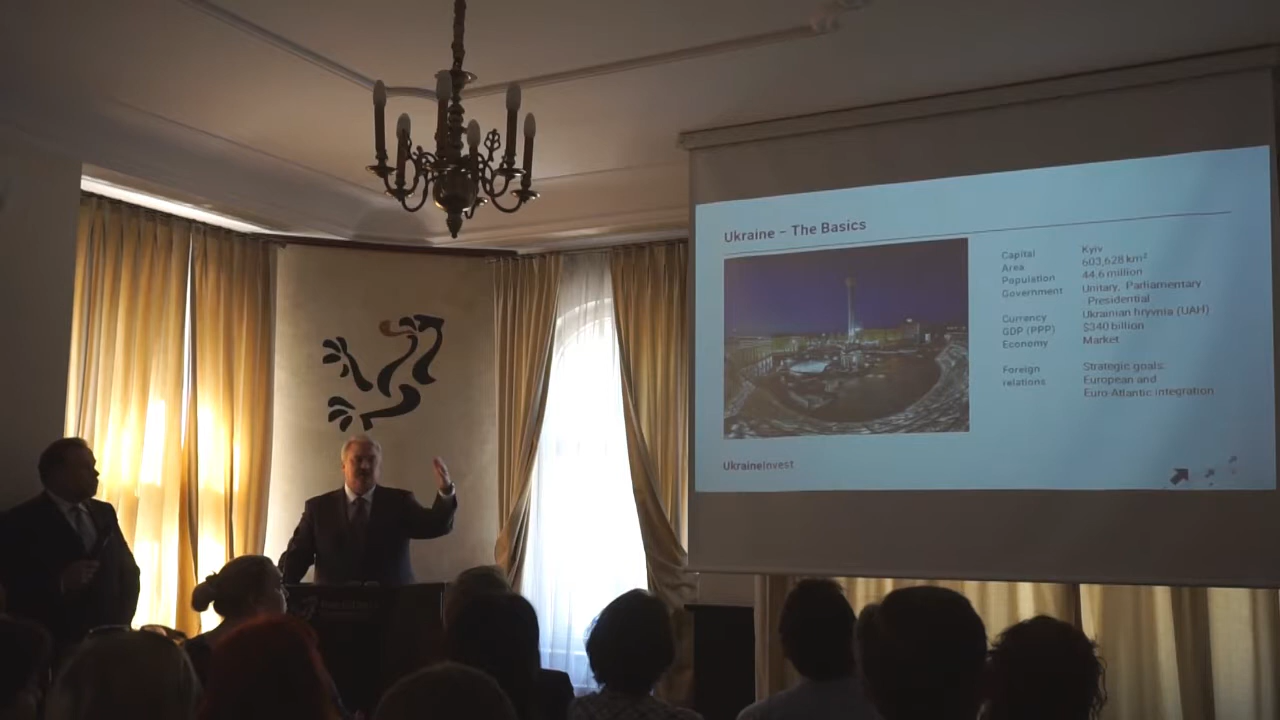 Ukraine – The Basics
Capital Kyiv
Area 603,628 km²
Population 44.6 million
Government Unitary, Parliamentary
Presidential
Currency Ukrainian hryvnia (UAH)
GDP (PPP) $340 billion
Economy Market
Foreign Strategic goals:
relations European and
Euro-Atlantic integration
UkraineInvest